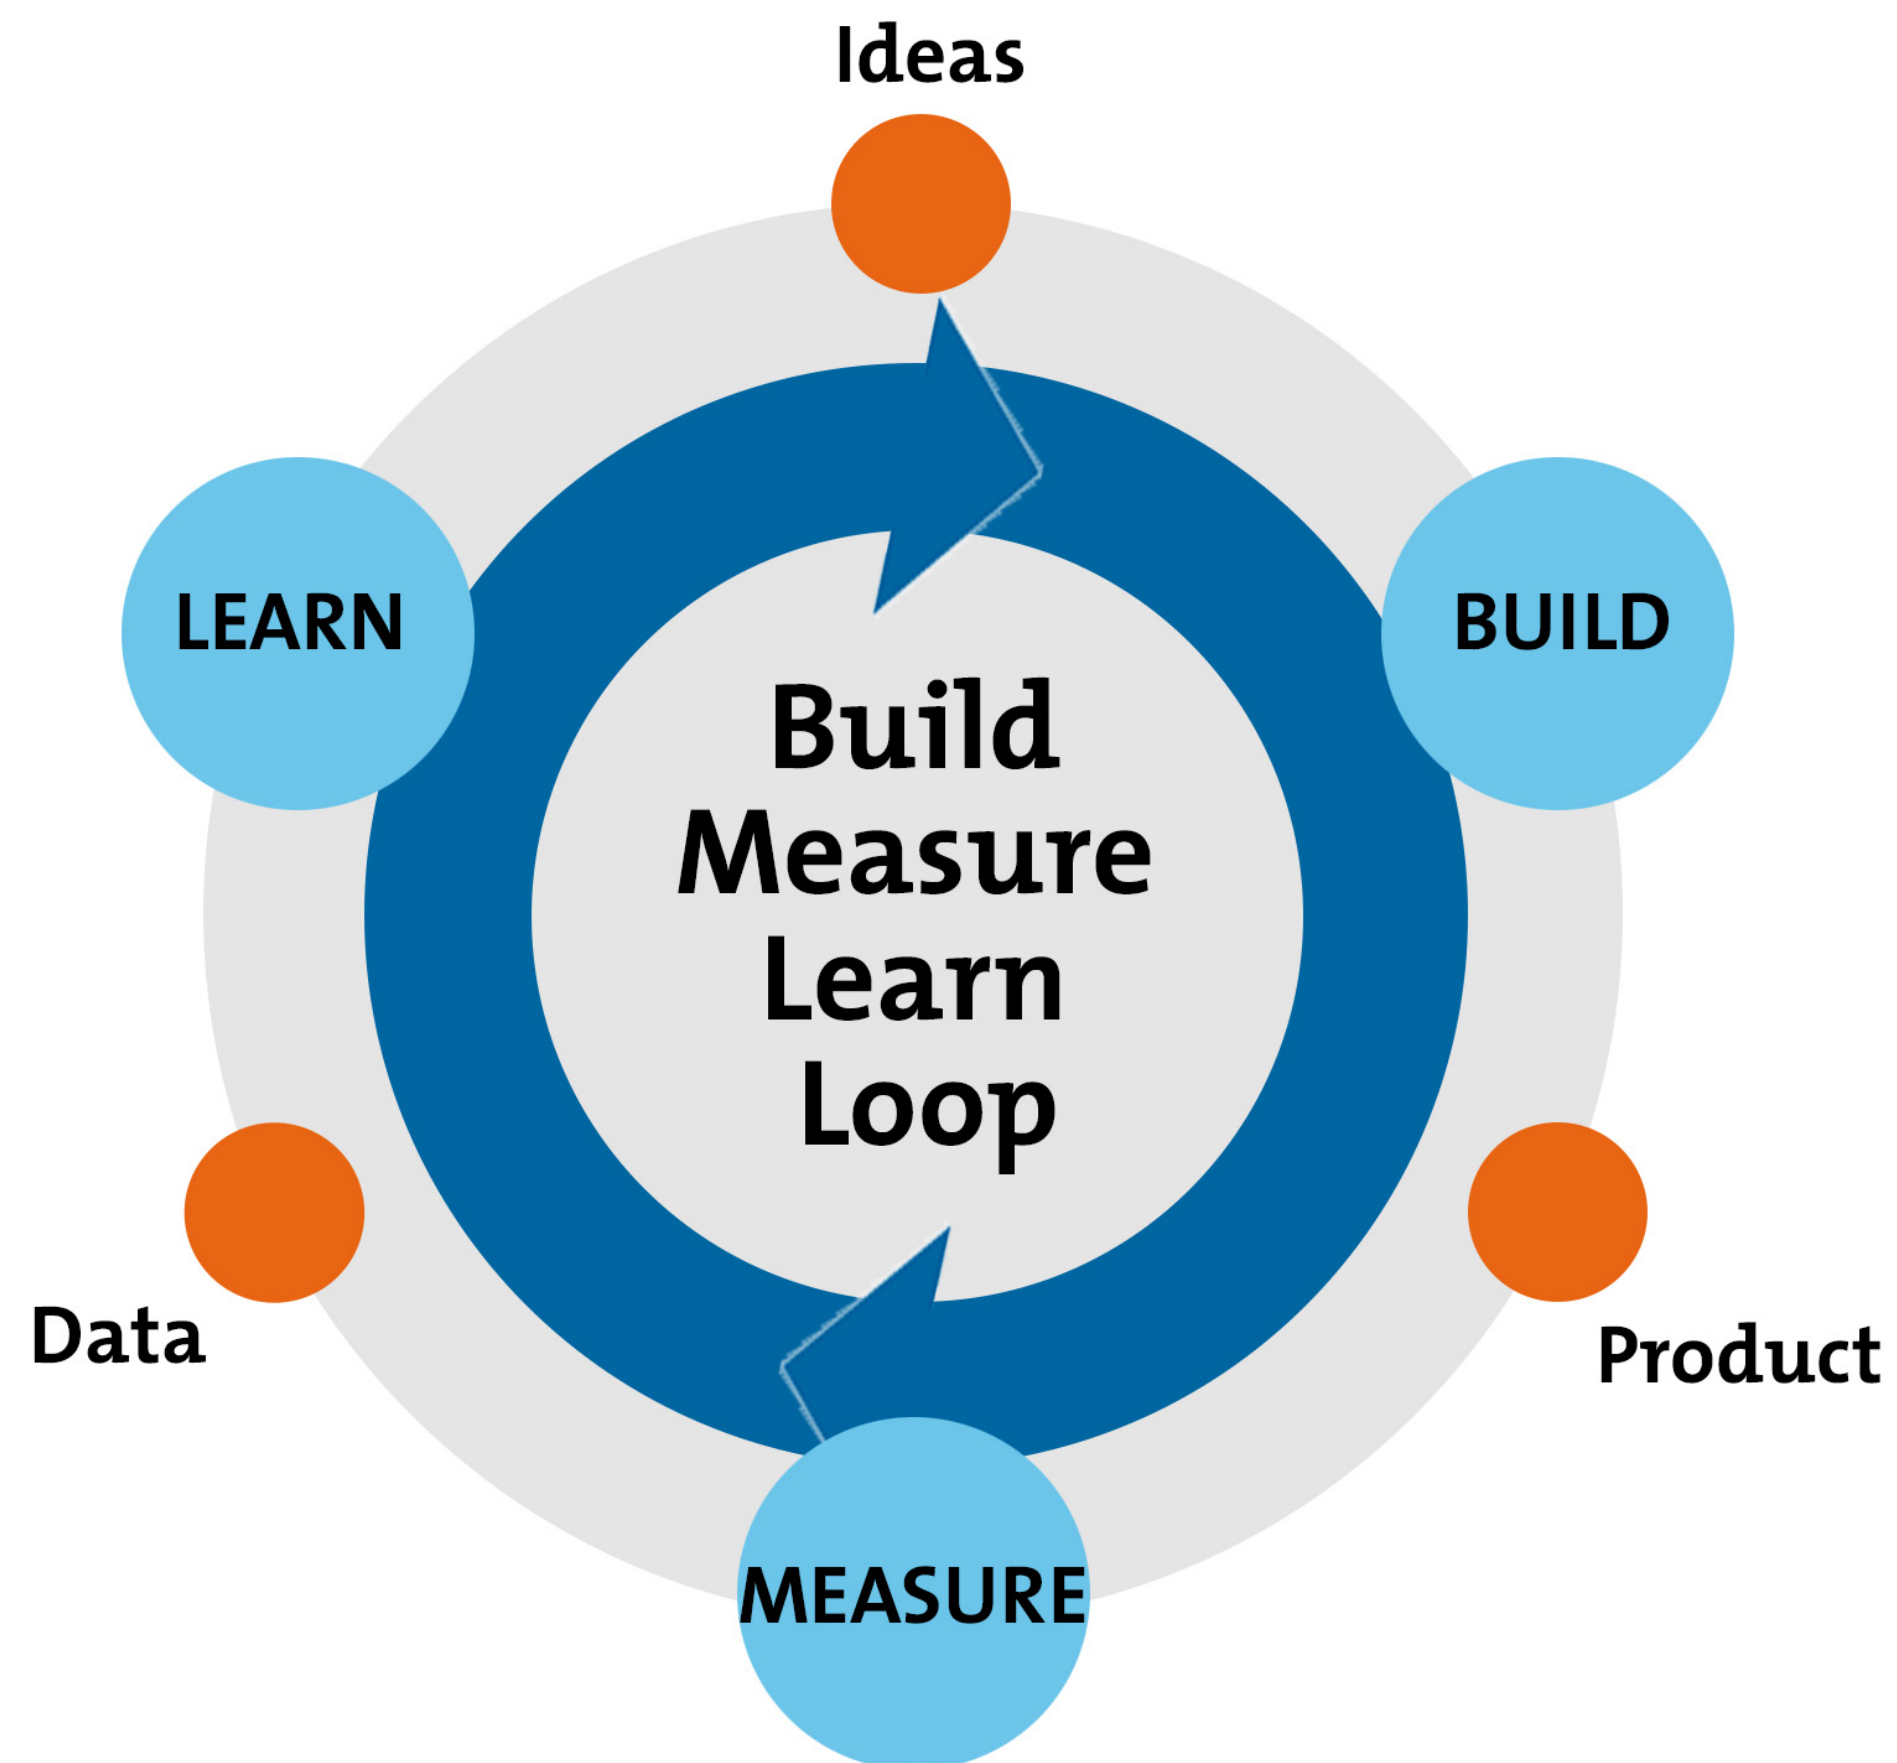 Ideas
LEARN
BUILD
Build
Measure
Learn
Loop
Data
Product
MEASURE